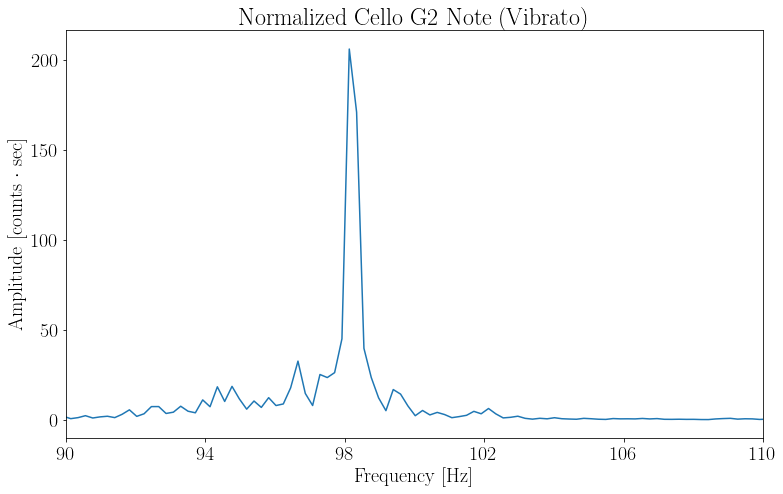 Normalized Cello G2 Note (Vibrato)
200
150
100
50
0
Amplitude [counts · sec]
90 94 98 102 106 110
Frequency [Hz]